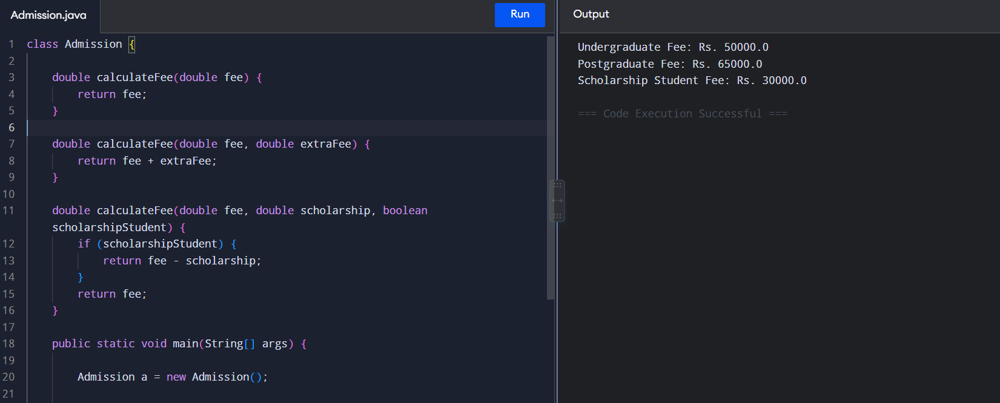 Admission.java
Run
1 class Admission {
2
3 double calculateFee(double fee) {
4 return fee;
5 }
6
7 double calculateFee(double fee, double extraFee) {
8 return fee + extraFee;
9 }
10
11 double calculateFee(double fee, double scholarship, boolean
scholarshipStudent) {
12 if (scholarshipStudent) {
13 return fee - scholarship;
14 }
15 return fee;
16 }
17
18 public static void main(String[] args) {
19
20 Admission a = new Admission();
21
Output
Undergraduate Fee: Rs. 50000.0
Postgraduate Fee: Rs. 65000.0
Scholarship Student Fee: Rs. 30000.0
=== Code Execution Successful ===